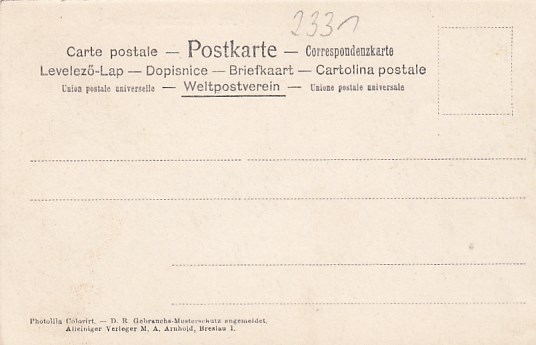 2331
Carte postale — Postkarte — Correspondenzkarte
Levelező-Lap — Dopisnice — Briefkaart — Cartolina postale
Union postale universelle — Weltpostverein — Unione postale universale
Photolila Colorirt. — D. R. Gebrauchs-Musterschutz angemeldet.
Alleiniger Verleger M. A. Arnhold, Breslau I.